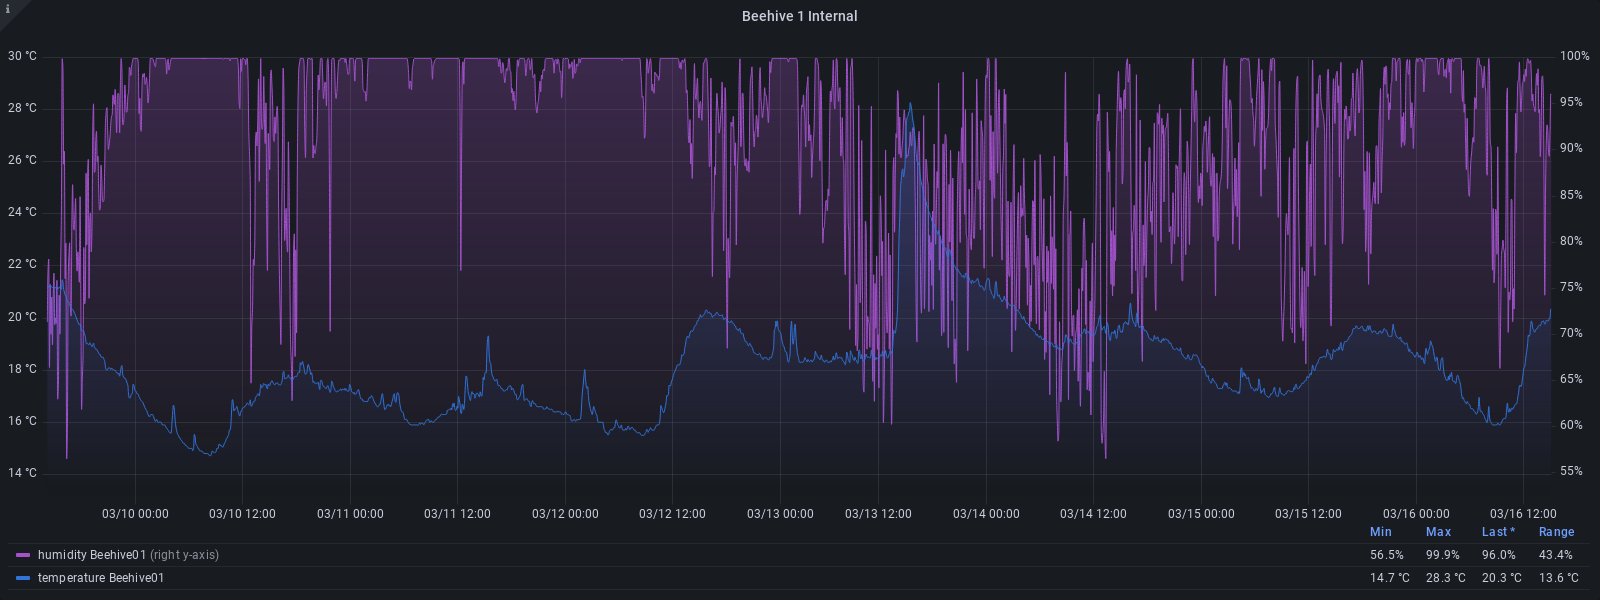 i
Beehive 1 Internal
30 °C
28 °C
26 °C
24 °C
22 °C
20 °C
18 °C
16 °C
14 °C
100%
95%
90%
85%
80%
75%
70%
65%
60%
55%
03/10 00:00 03/10 12:00 03/11 00:00 03/11 12:00 03/12 00:00 03/12 12:00 03/13 00:00 03/13 12:00 03/14 00:00 03/14 12:00 03/15 00:00 03/15 12:00 03/16 00:00 03/16 12:00
Min Max Last * Range
humidity Beehive01 (right y-axis) 56.5% 99.9% 96.0% 43.4%
temperature Beehive01 14.7 °C 28.3 °C 20.3 °C 13.6 °C